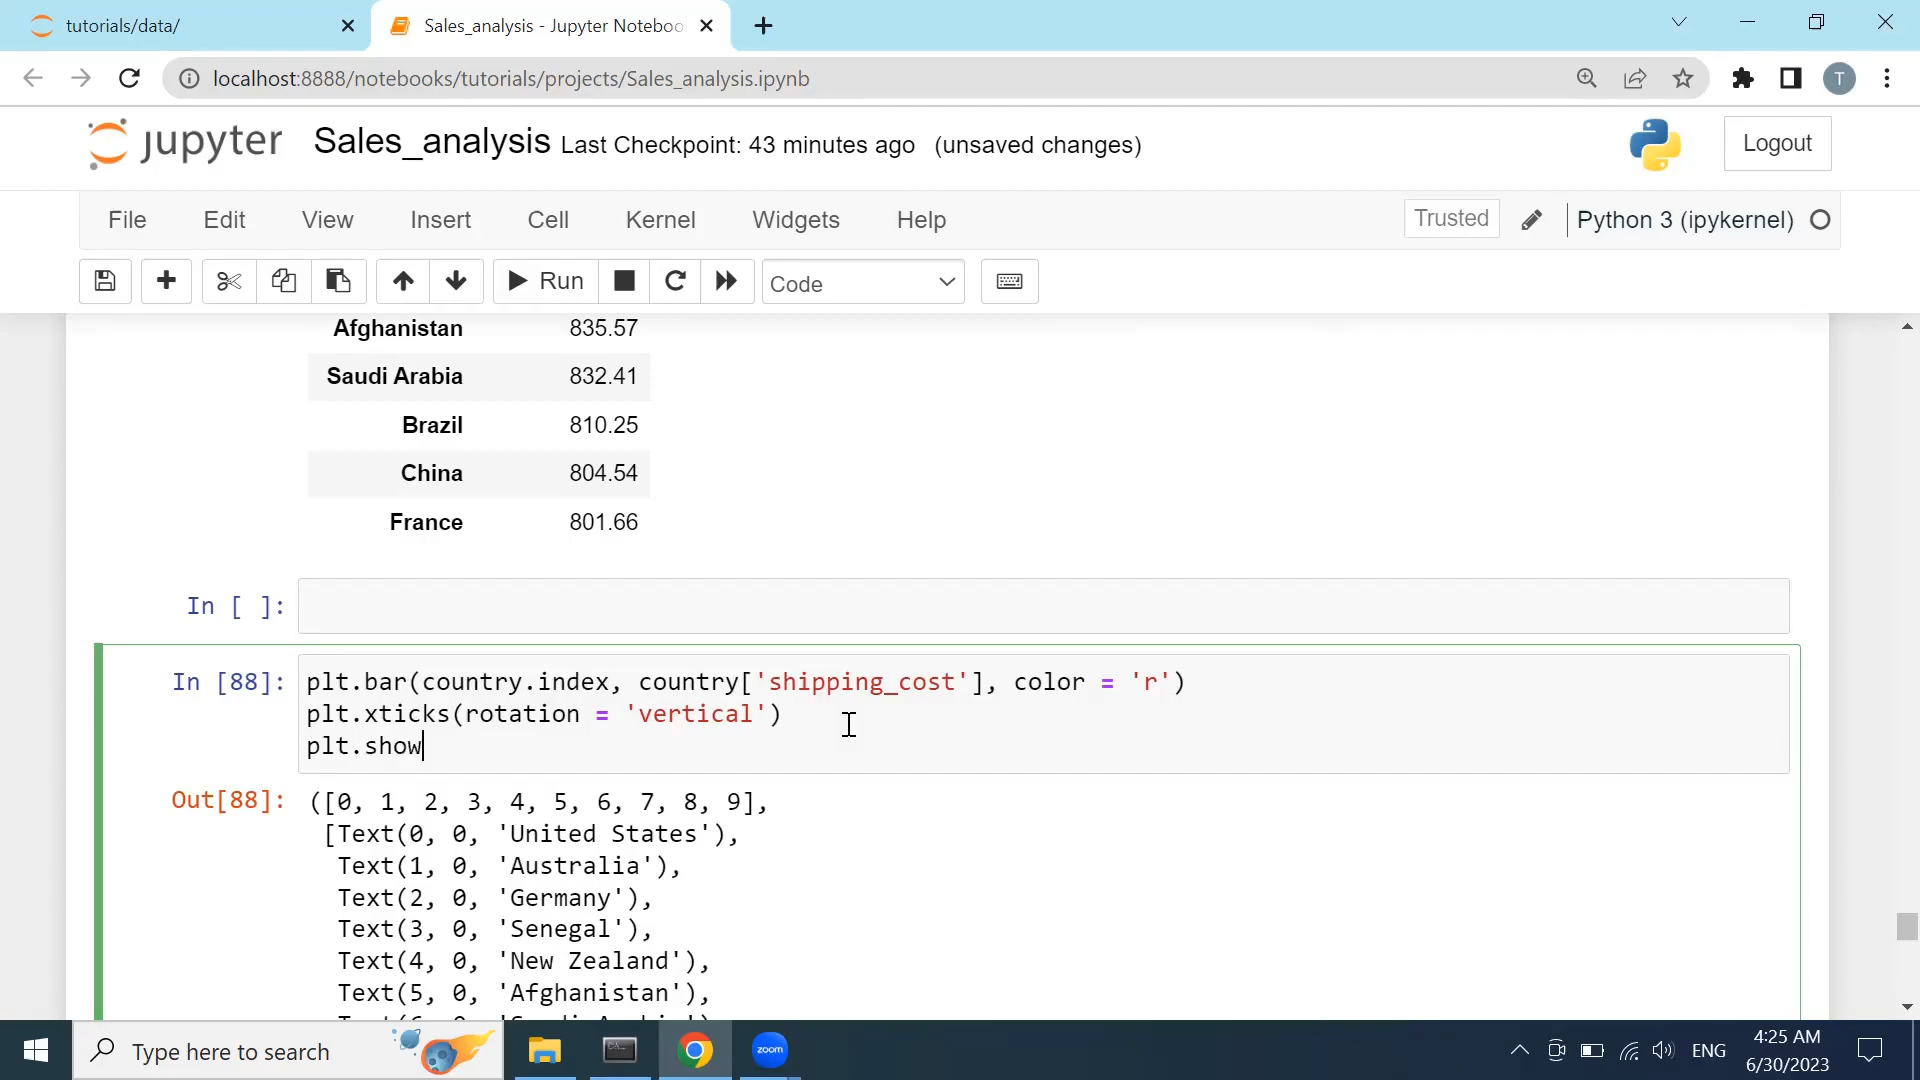 tutorials/data/
Sales_analysis - Jupyter Noteboo
localhost:8888/notebooks/tutorials/projects/Sales_analysis.ipynb
T
jupyter Sales_analysis Last Checkpoint: 43 minutes ago (unsaved changes)
Logout
File Edit View Insert Cell Kernel Widgets Help
Trusted
Python 3 (ipykernel)
Run
Code
Afghanistan 835.57
Saudi Arabia 832.41
Brazil 810.25
China 804.54
France 801.66
In [ ]:
In [88]: plt.bar(country.index, country['shipping_cost'], color = 'r')
plt.xticks(rotation = 'vertical')
plt.show
Out[88]: ([0, 1, 2, 3, 4, 5, 6, 7, 8, 9],
[Text(0, 0, 'United States'),
Text(1, 0, 'Australia'),
Text(2, 0, 'Germany'),
Text(3, 0, 'Senegal'),
Text(4, 0, 'New Zealand'),
Text(5, 0, 'Afghanistan'),
Type here to search
zoom
ENG
4:25 AM
6/30/2023